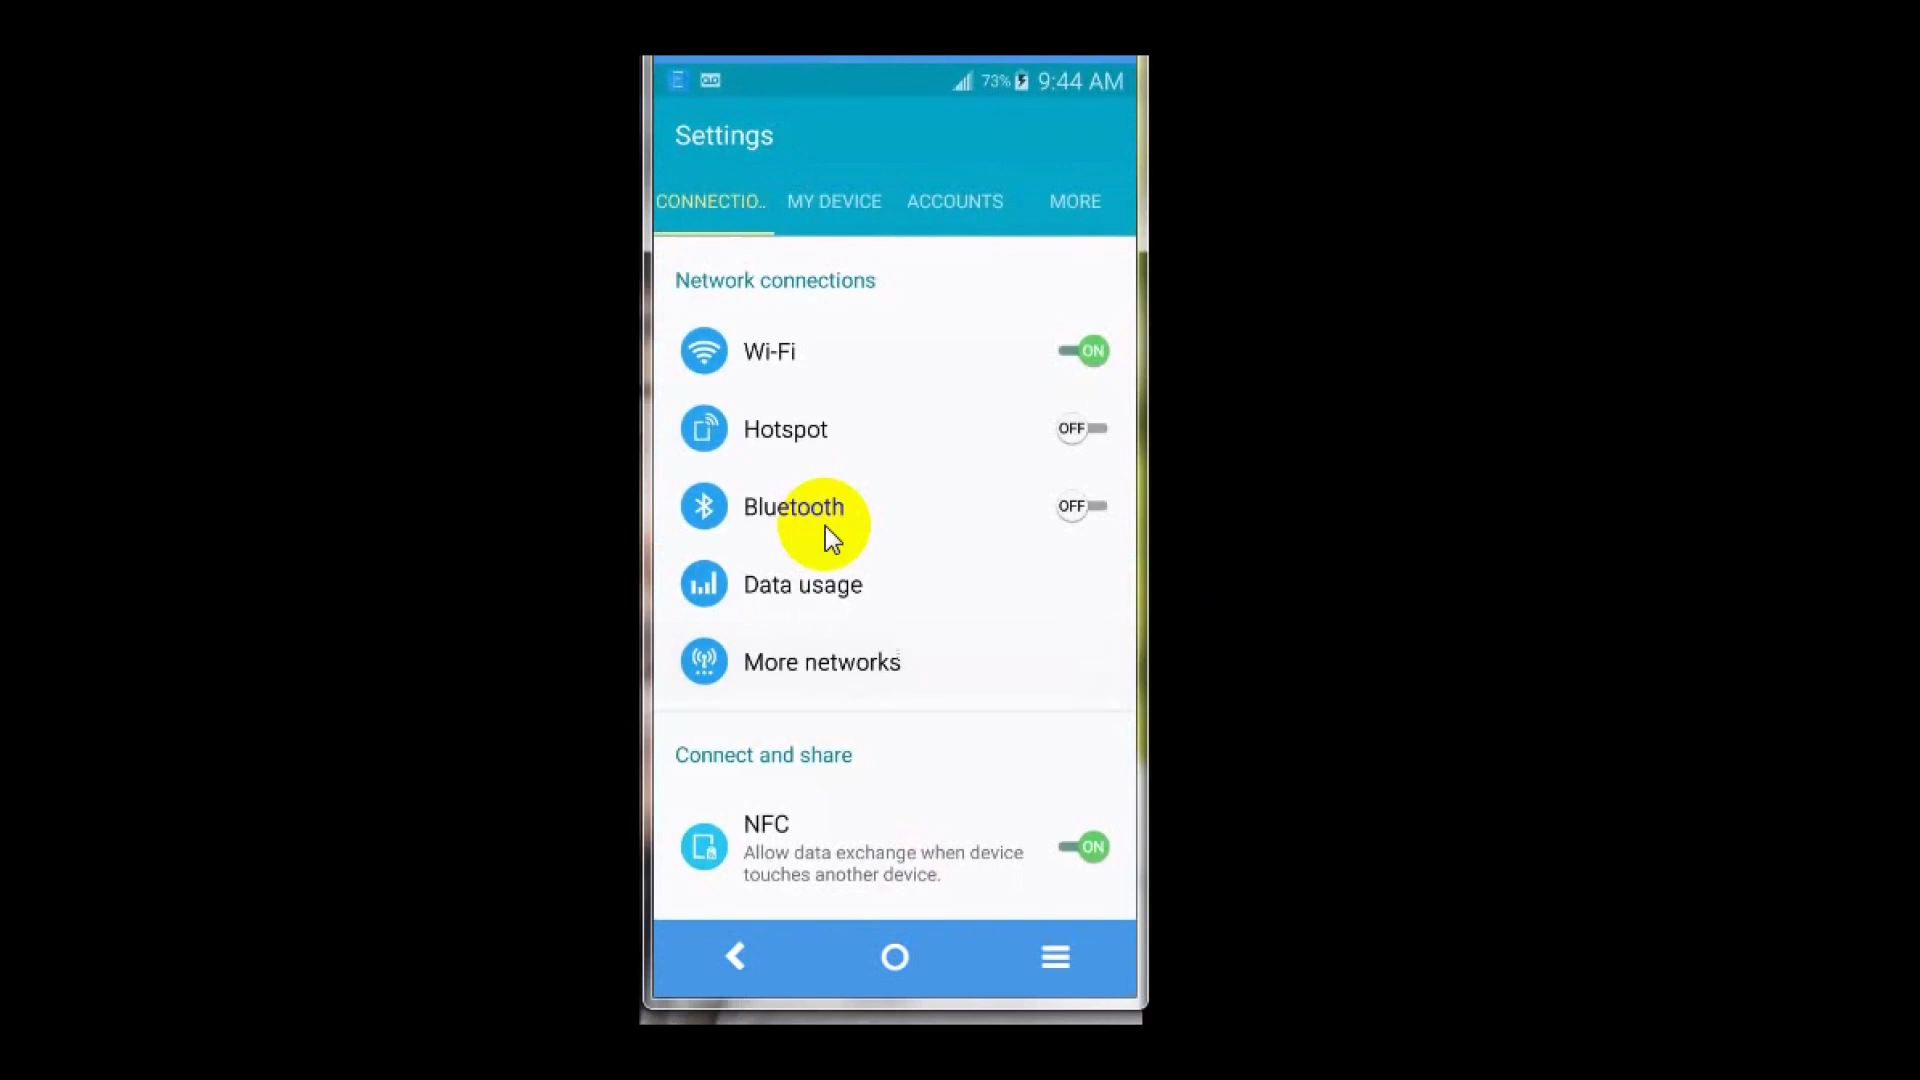 73% 9:44 AM
Settings
CONNECTIO.. MY DEVICE ACCOUNTS MORE
Network connections
Wi-Fi ON
Hotspot OFF
Bluetooth OFF
Data usage
More networks
Connect and share
NFC
Allow data exchange when device
touches another device.
ON